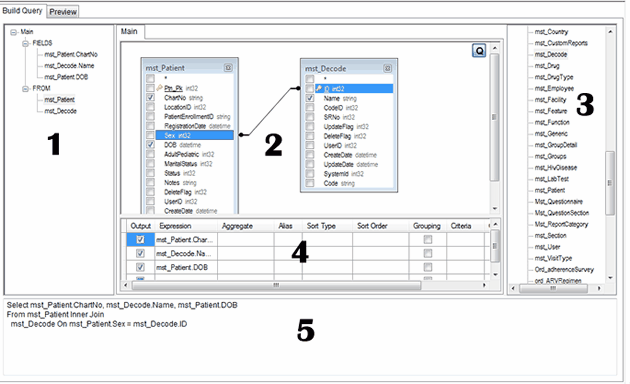 Build Query Preview
Main
FIELDS
mst_Patient.ChartNo
mst_Decode.Name
mst_Patient.DOB
FROM
mst_Patient
mst_Decode
1
Main
Q
mst_Patient
*
Ptn_Pk int32
ChartNo string
LocationID int32
PatientEnrollmentID string
RegistrationDate datetime
Sex int32
DOB datetime
AdultPediatric int32
MaritalStatus int32
Status int32
Notes string
DeleteFlag int32
UserID int32
CreateDate datetime
2
mst_Decode
*
ID int32
Name string
CodeID int32
SRNo int32
UpdateFlag int32
DeleteFlag int32
UserID int32
CreateDate datetime
UpdateDate datetime
SystemId int32
Code string
Output Expression Aggregate Alias Sort Type Sort Order Grouping Criteria
mst_Patient.Char...
mst_Decode.Na...
mst_Patient.DOB
4
mst_Country
mst_CustomReports
mst_Decode
mst_Drug
mst_DrugType
mst_Employee
mst_Facility
mst_Feature
mst_Function
mst_Generic
mst_GroupDetail
mst_Groups
mst_HivDisease
mst_LabTest
mst_Patient
Mst_Questionnaire
Mst_QuestionSection
Mst_ReportCategory
mst_Section
mst_User
mst_VisitType
Ord_adherenceSurvey
ord_ARVRegimen
3
Select mst_Patient.ChartNo, mst_Decode.Name, mst_Patient.DOB
From mst_Patient Inner Join
mst_Decode On mst_Patient.Sex = mst_Decode.ID
5